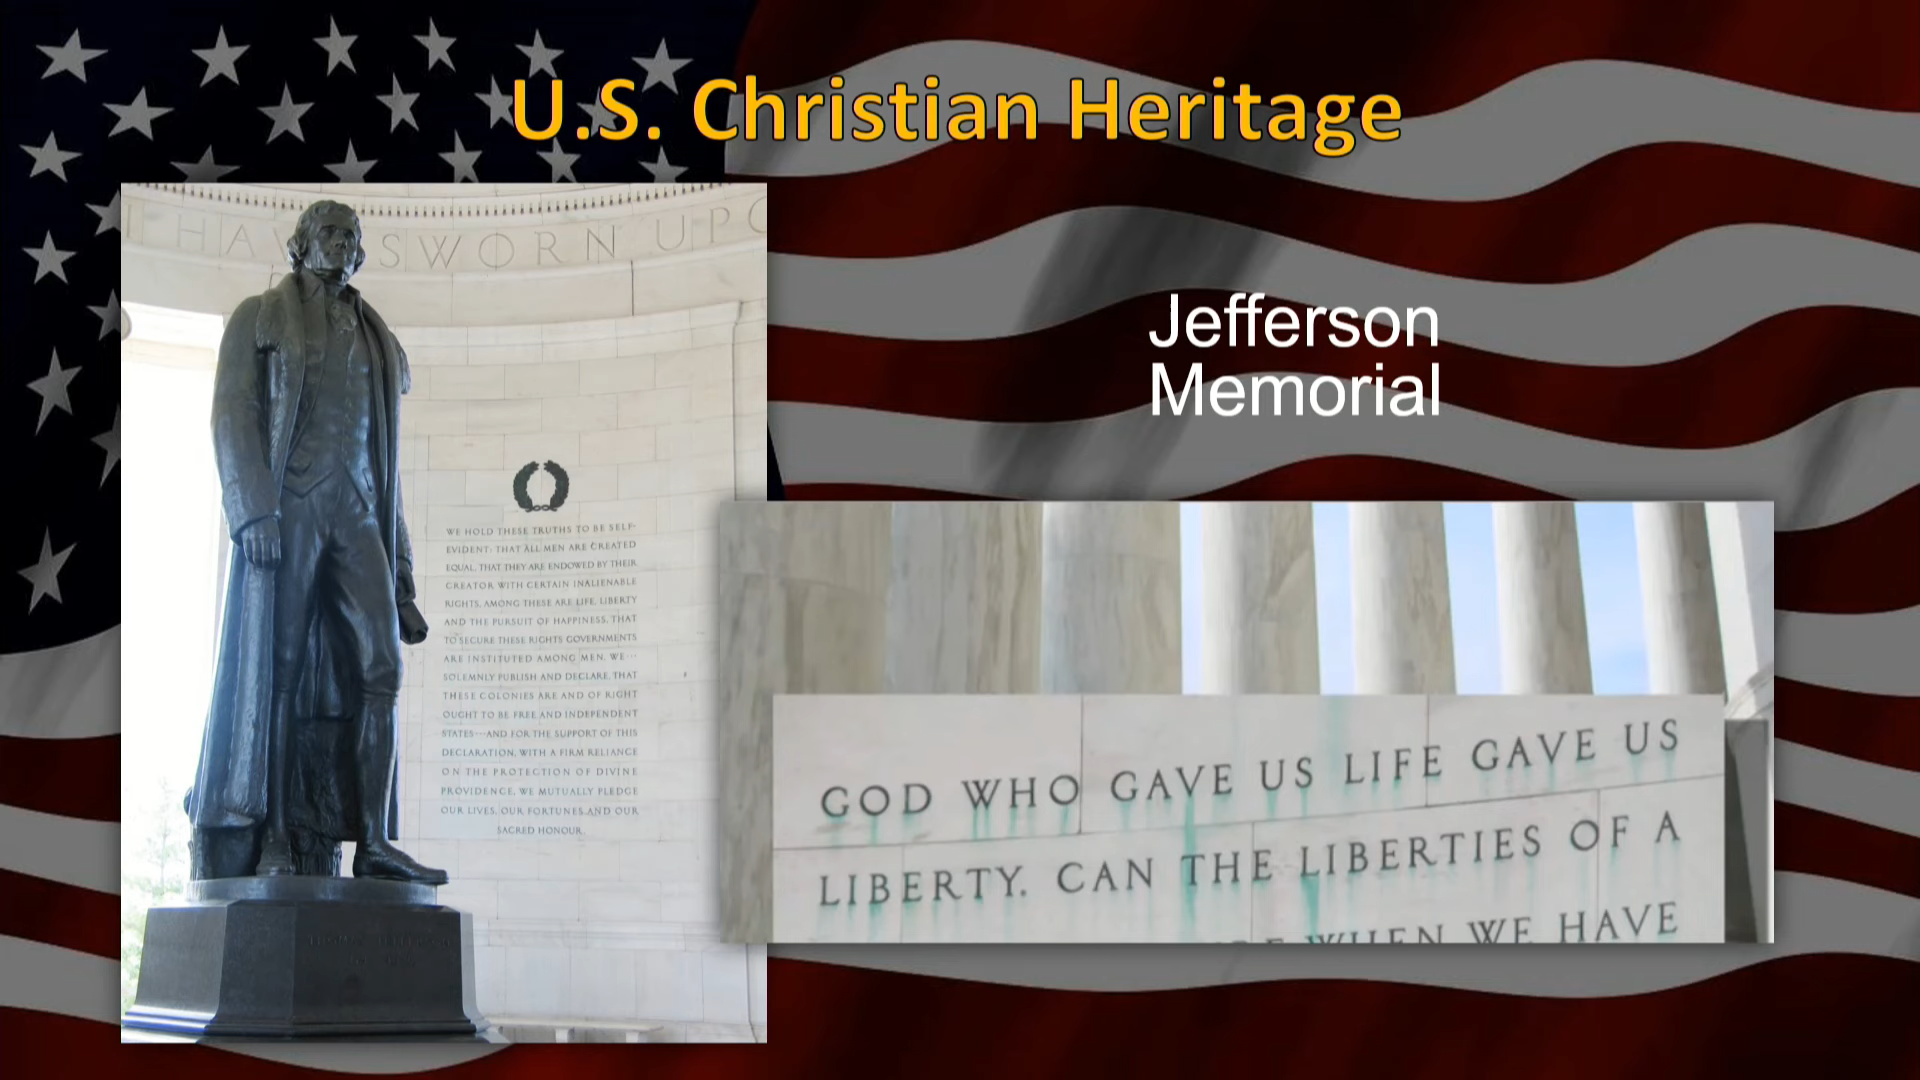 U.S. Christian Heritage
I HAVE SWORN UPO
Jefferson
Memorial
WE HOLD THESE TRUTHS TO BE SELF-
EVIDENT: THAT ALL MEN ARE CREATED
EQUAL, THAT THEY ARE ENDOWED BY THEIR
CREATOR WITH CERTAIN INALIENABLE
RIGHTS, AMONG THESE ARE LIFE, LIBERTY
AND THE PURSUIT OF HAPPINESS, THAT
TO SECURE THESE RIGHTS GOVERNMENTS
ARE INSTITUTED AMONG MEN. WE···
SOLEMNLY PUBLISH AND DECLARE, THAT
THESE COLONIES ARE AND OF RIGHT
OUGHT TO BE FREE AND INDEPENDENT
STATES···AND FOR THE SUPPORT OF THIS
DECLARATION, WITH A FIRM RELIANCE
ON THE PROTECTION OF DIVINE
PROVIDENCE, WE MUTUALLY PLEDGE
OUR LIVES, OUR FORTUNES AND OUR
SACRED HONOUR.
GOD WHO GAVE US LIFE GAVE US
LIBERTY. CAN THE LIBERTIES OF A
WHEN WE HAVE